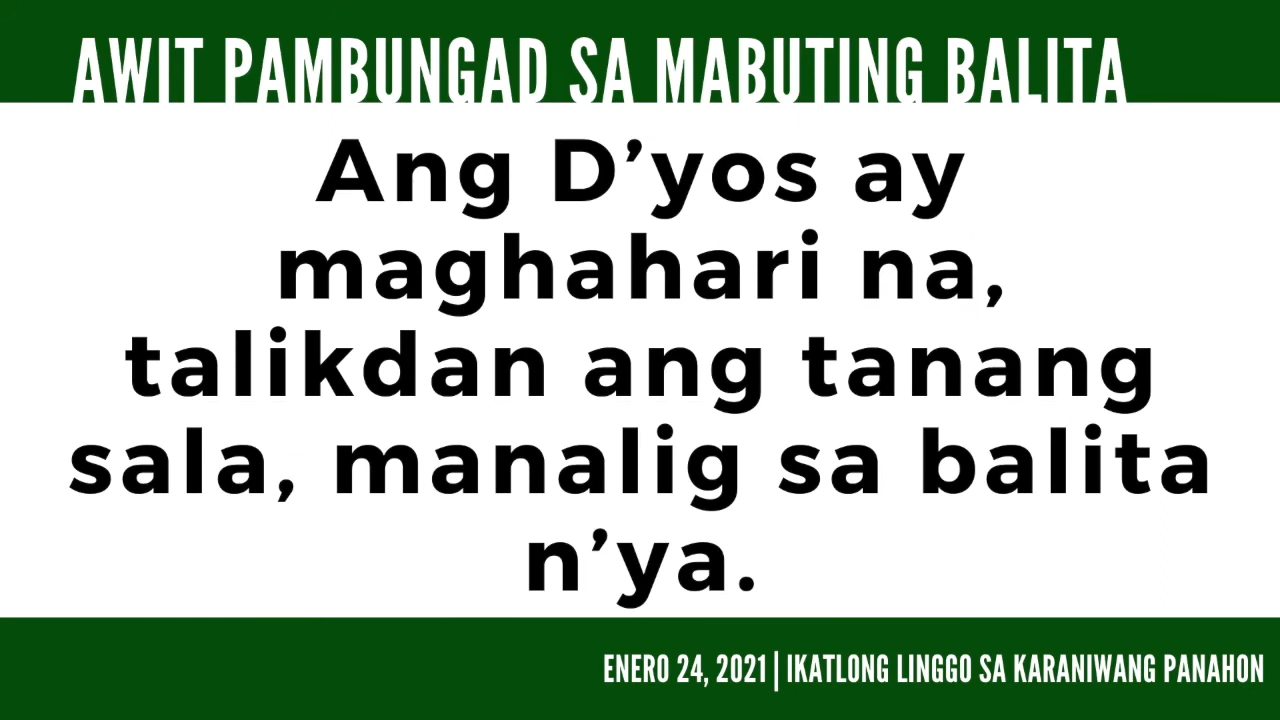 AWIT PAMBUNGAD SA MABUTING BALITA
Ang D’yos ay
maghahari na,
talikdan ang tanang
sala, manalig sa balita
n’ya.
ENERO 24, 2021 | IKATLONG LINGGO SA KARANIWANG PANAHON